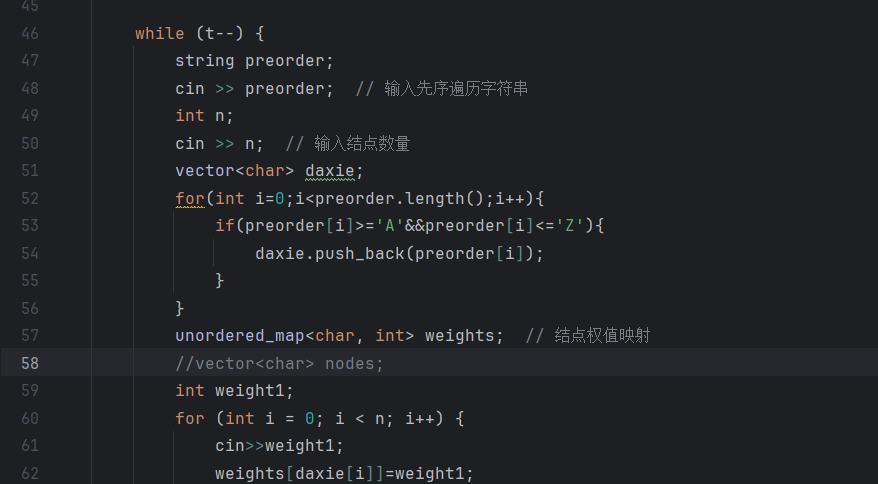 45
46 while (t--) {
47 string preorder;
48 cin >> preorder;  // 输入先序遍历字符串
49 int n;
50 cin >> n;  // 输入结点数量
51 vector<char> daxie;
52 for(int i=0;i<preorder.length();i++){
53 if(preorder[i]>='A'&&preorder[i]<='Z'){
54 daxie.push_back(preorder[i]);
55 }
56 }
57 unordered_map<char, int> weights;  // 结点权值映射
58 //vector<char> nodes;
59 int weight1;
60 for (int i = 0; i < n; i++) {
61 cin>>weight1;
62 weights[daxie[i]]=weight1;